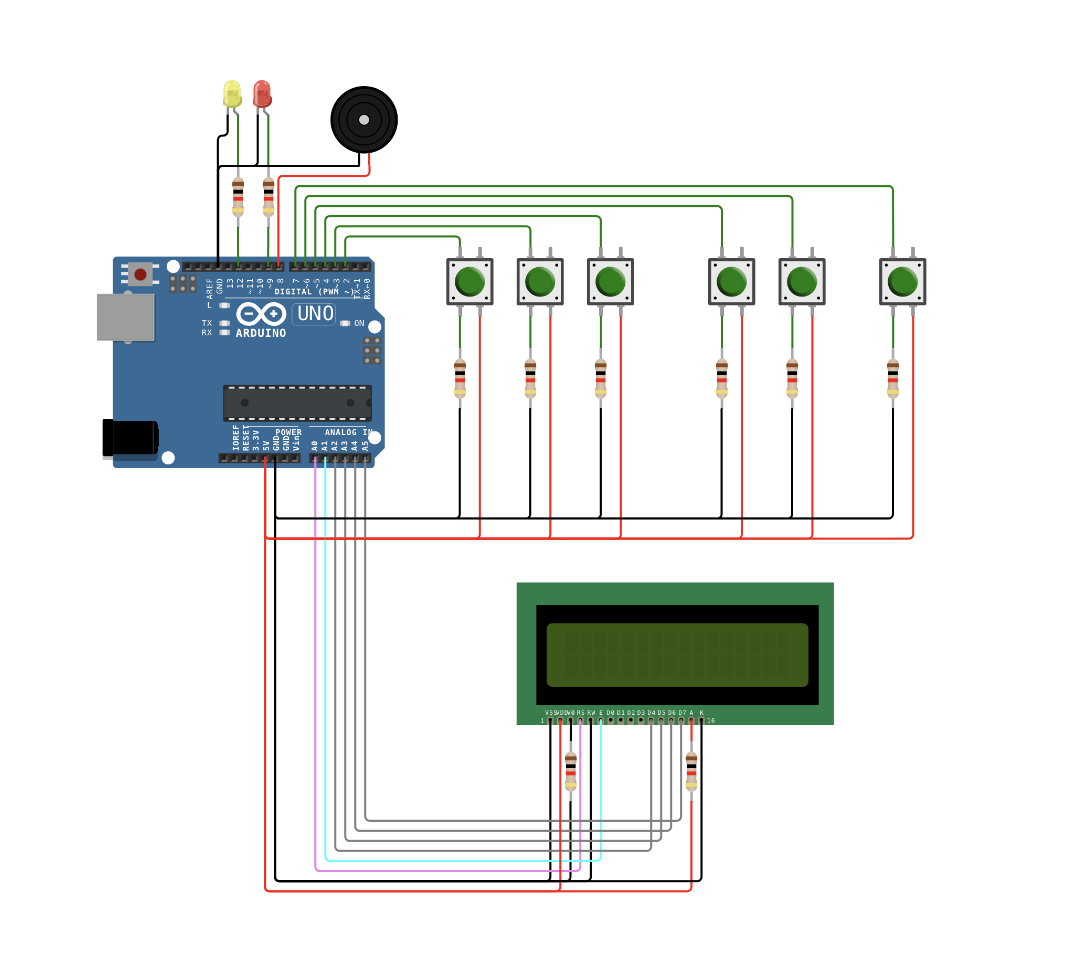 AREF
GND
13
12
~11
~10
~9
8
7
~6
~5
4
~3
~2
TX→1
RX←0
DIGITAL (PWM ~)
L
TX
RX
UNO
ARDUINO
ON
IOREF
RESET
3.3V
5V
GND
GND
Vin
POWER
ANALOG IN
A0
A1
A2
A3
A4
A5
VSS VDD V0 RS RW E D0 D1 D2 D3 D4 D5 D6 D7 A K
1 16